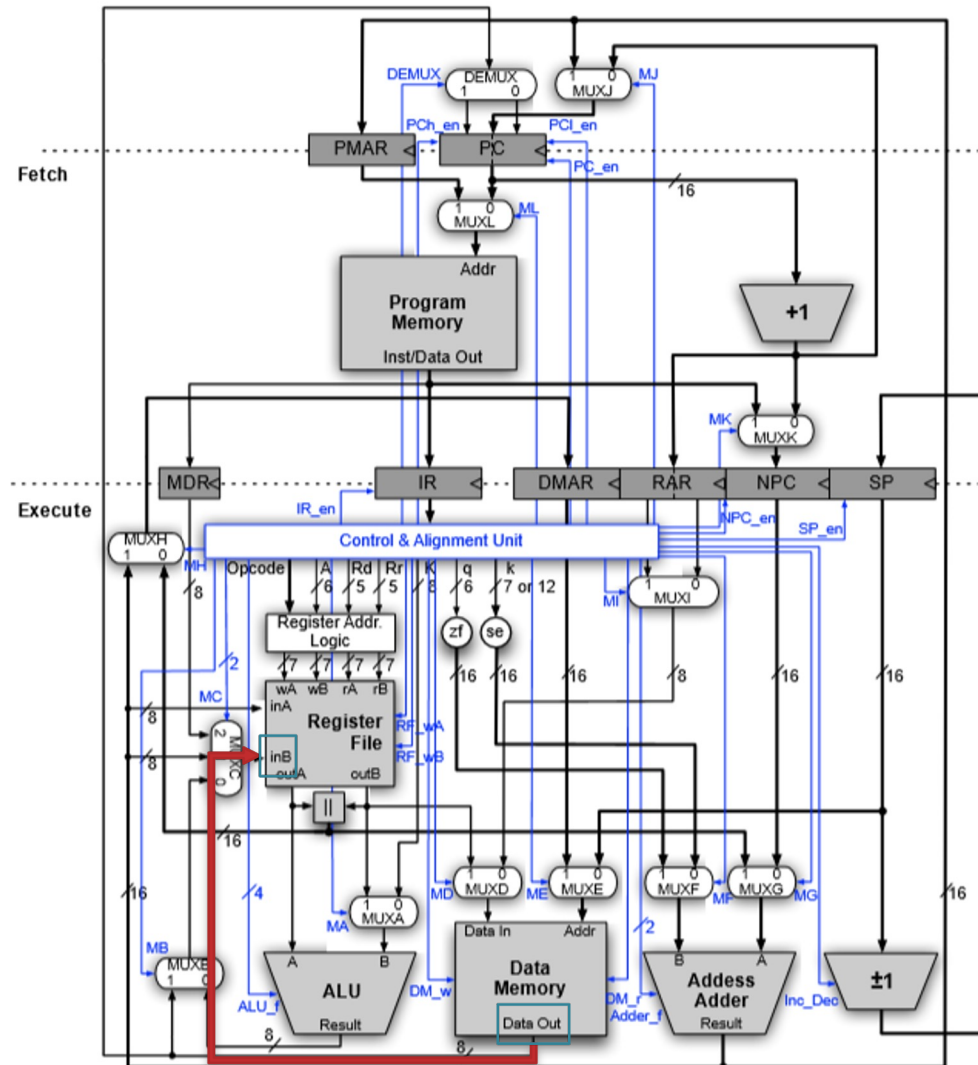 DEMUX
DEMUX
1 0
1 0
MUXJ
MJ
PCh_en
PCl_en
PMAR
PC
PC_en
Fetch
16
1 0
MUXL
ML
Addr
Program
Memory
Inst/Data Out
+1
MK
1 0
MUXK
MDR
IR
DMAR
RAR
NPC
SP
Execute
IR_en
NPC_en
SP_en
MUXH
1 0
MH
Control & Alignment Unit
8
Opcode
A
6
Rd
5
Rr
5
K
8
q
6
k
7 or 12
MI
MUXI
Register Addr.
Logic
zf
se
2
7
7
7
7
16
16
16
8
16
16
MC
wA wB rA rB
inA
8
Register
File
RF_wA
RF_wB
2
MUXC
0
inB
8
outA
outB
||
16
16
4
MA
1 0
MUXA
MD
1 0
MUXD
ME
1 0
MUXE
1 0
MUXF
MF
1 0
MUXG
MG
16
MB
MUXB
1 0
ALU_f
A B
ALU
Result
DM_w
Data In
Addr
Data
Memory
Data Out
2
DM_r
Adder_f
B A
Addess
Adder
Result
Inc_Dec
±1
8
8